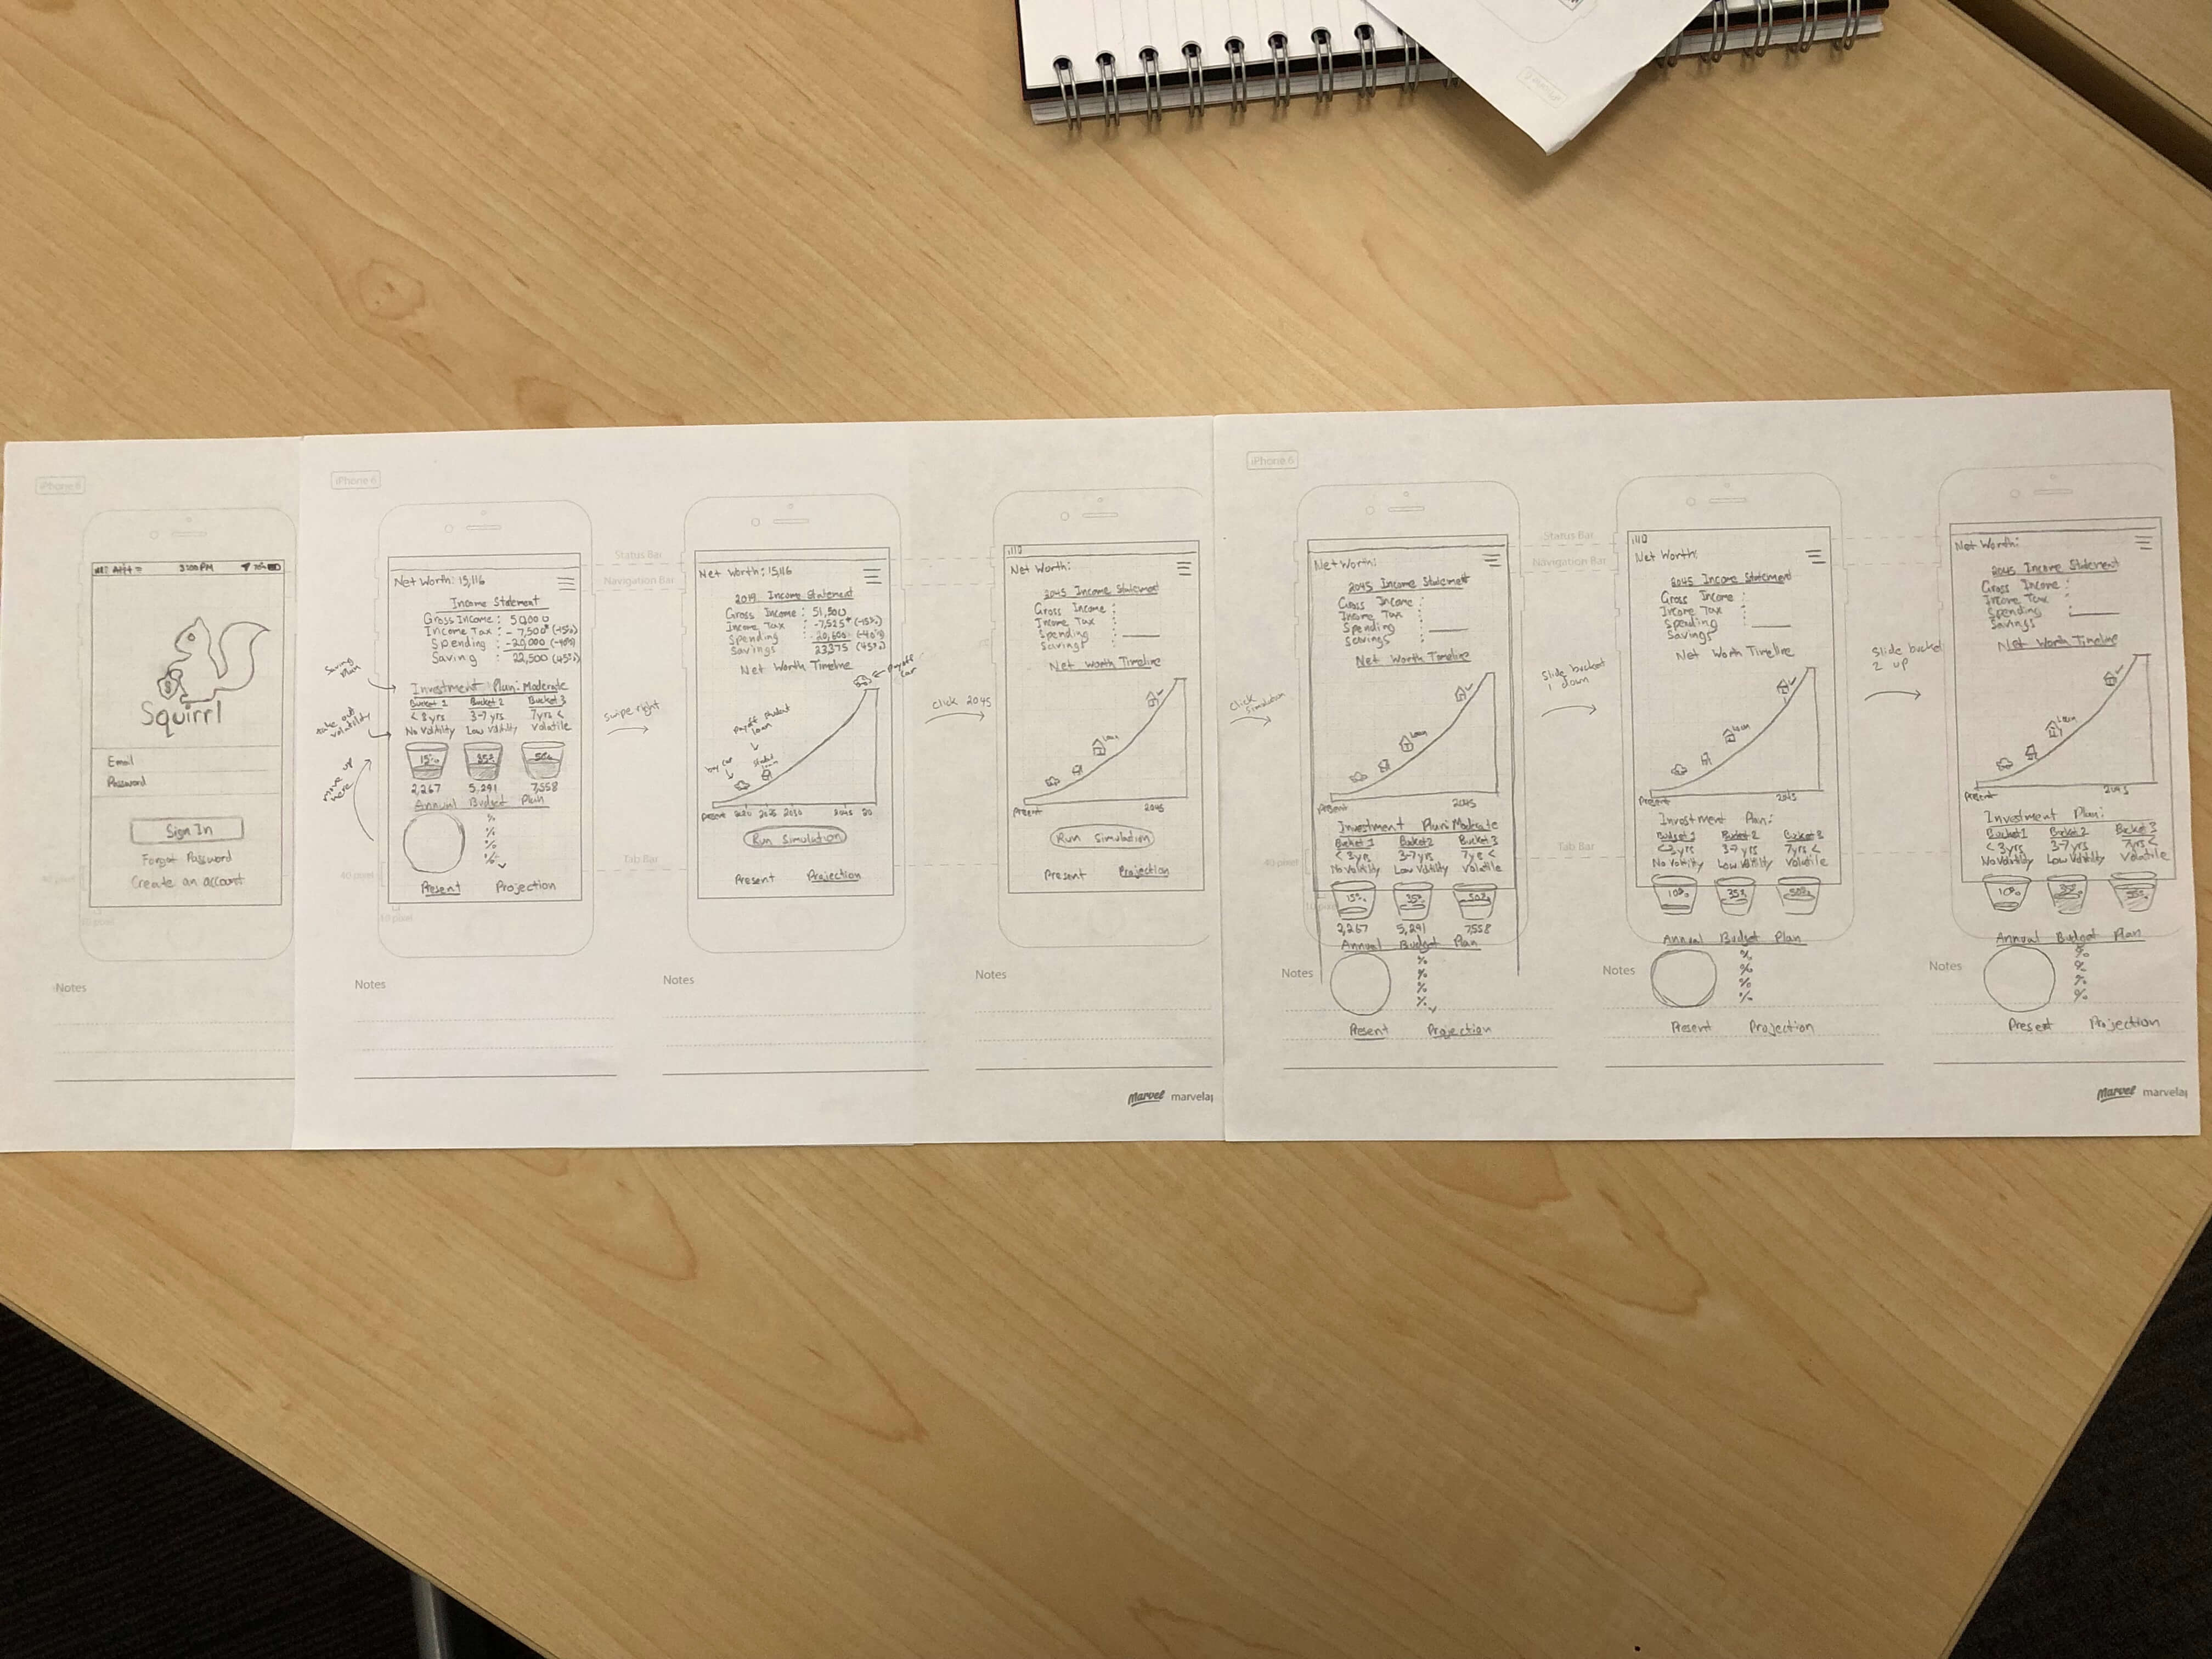 iPhone 8
AT&T
3:00 PM
Squirrl
Email
Password
Sign In
Forgot Password
Create an account
Notes
iPhone 6
Net Worth: 15,116
Income Statement
Gross Income: 50,000
Income Tax: - 7,500 (-15%)
Spending : -20,000 (-40%)
Saving : 22,500 (45%)
Saving Plan
Investment Plan: Moderate
Bucket 1 Bucket 2 Bucket 3
< 3 yrs 3-7 yrs 7yrs <
take out volatility
No Volitilty Low Volitilty Volatile
15% 35% 50%
2,267 5,291 7,558
move up here
Annual Budget Plan
%
%
%
%
Present Projection
40 pixel
Notes
Status Bar
Navigation Bar
swipe right
Tab Bar
Net Worth: 15,116
2019 Income Statement
Gross Income : 51,500
Income Tax -7,525 (-15%)
Spending -20,600 (-40%)
Savings 23,375 (45%)
Net Worth Timeline
payoff car
payoff student loan
buy car
student loan
Present 2020 2025 2030 2045 20
Run Simulation
Present Projection
Notes
click 2045
Net Worth:
2045 Income Statement
Gross Income :
Income Tax :
Spending :
Savings :
Net Worth Timeline
Loan
Present 2045
Run Simulation
Present Projection
Notes
Marvel marvela
click simulation
iPhone 6
Net Worth:
2045 Income Statement
Gross Income :
Income Tax :
Spending :
Savings :
Net Worth Timeline
Loan
Present 2045
Investment Plan: Moderate
Bucket 1 Bucket 2 Bucket 3
< 3yrs 3-7 yrs 7yrs <
No Volitilty Low Volitilty Volatile
15% 35% 50%
2,267 5,291 7,558
Annual Budget Plan
%
%
%
%
Present Projection
Notes
Status Bar
Navigation Bar
Slide bucket 1 down
Tab Bar
Net Worth:
2045 Income Statement
Gross Income :
Income Tax :
Spending
Savings
Net Worth Timeline
Loan
Present 2045
Investment Plan:
Bucket 1 Bucket 2 Bucket 3
< 3 yrs 3-7 yrs 7yrs <
No Voltilty Low Volitilty Volatile
10% 35% 50%
Annual Budget Plan
%
%
%
%
Present Projection
Notes
Slide bucket 2 up
Net Worth:
2045 Income Statement
Gross Income :
Income Tax :
Spending
Savings
Net Worth Timeline
Loan
Present 2045
Investment Plan:
Bucket 1 Bucket 2 Bucket 3
< 3 yrs 3-7 yrs 7yrs <
No Volitilty Low Volitilty Volatile
10%
Annual Budget Plan
%
%
%
%
Present Projection
Notes
Marvel marvela